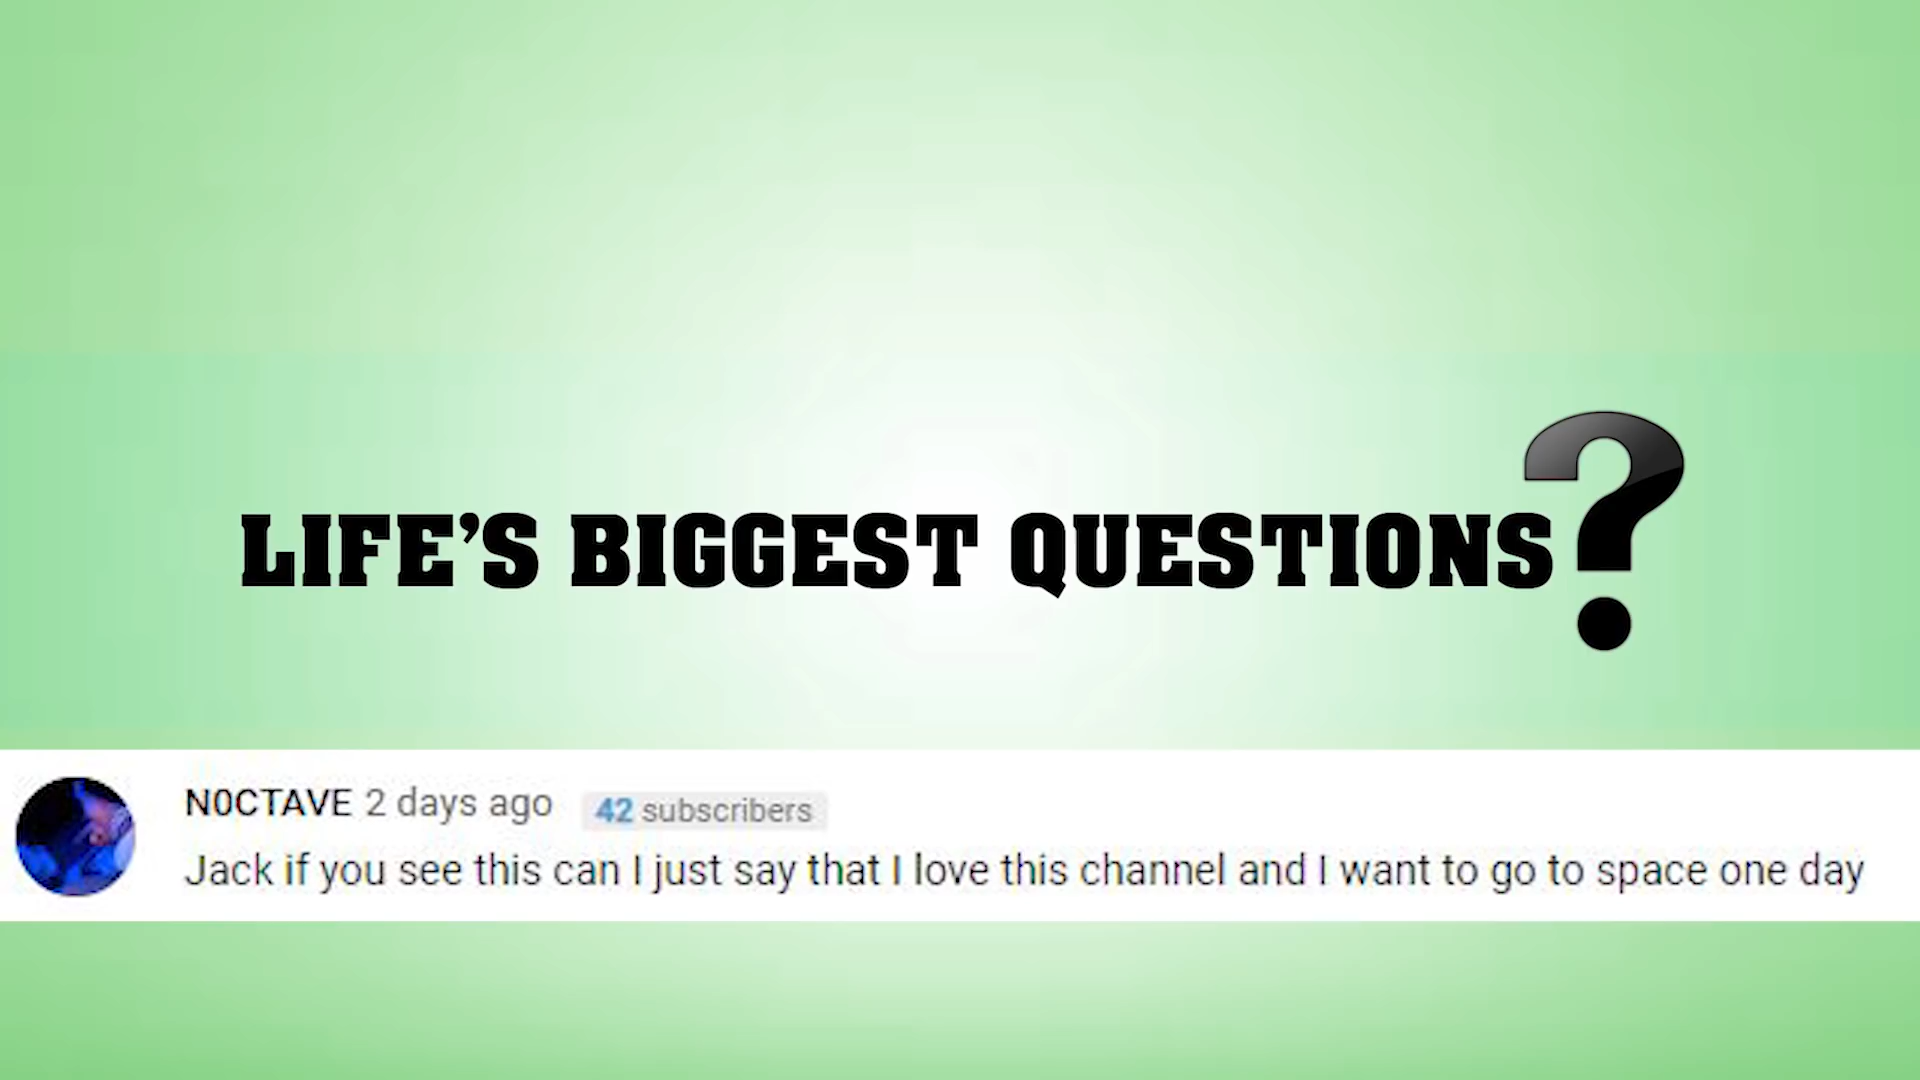 LIFE'S BIGGEST QUESTIONS?
N0CTAVE 2 days ago 42 subscribers
Jack if you see this can I just say that I love this channel and I want to go to space one day